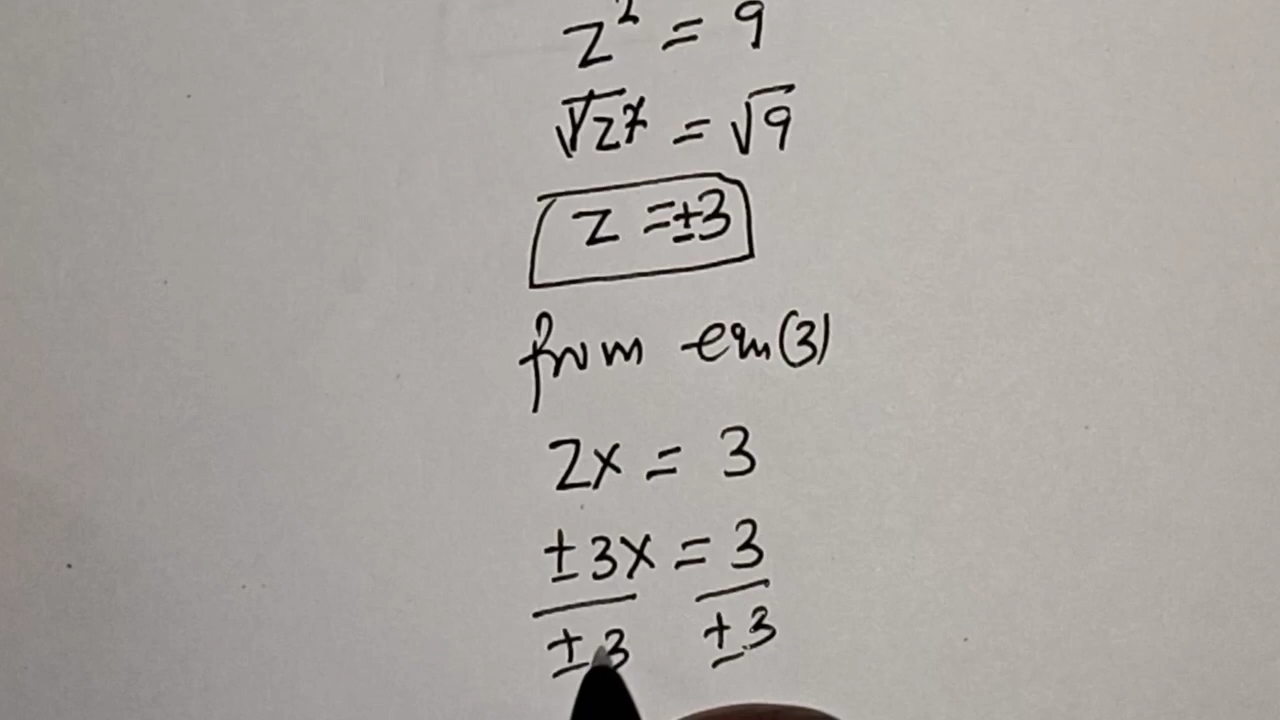 z² = 9
√z² = √9
z = ±3
from eqn(3)
zx = 3
±3x = 3
±3 ±3